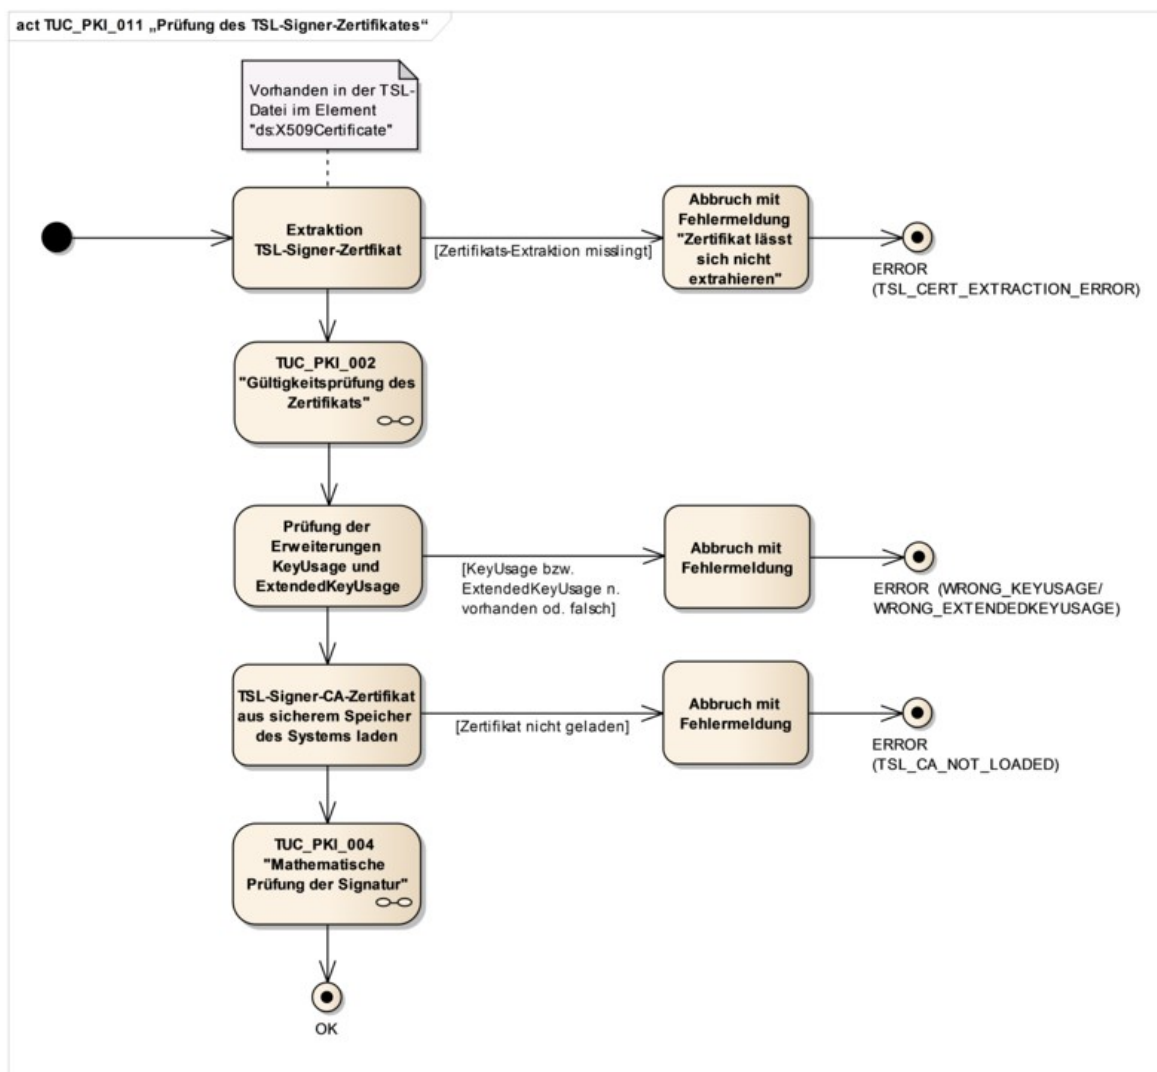 act TUC_PKI_011 „Prüfung des TSL-Signer-Zertifikates“
Vorhanden in der TSL-
Datei im Element
"ds:X509Certificate"
Extraktion
TSL-Signer-Zertfikat
[Zertifikats-Extraktion misslingt]
Abbruch mit
Fehlermeldung
"Zertifikat lässt
sich nicht
extrahieren"
ERROR
(TSL_CERT_EXTRACTION_ERROR)
TUC_PKI_002
"Gültigkeitsprüfung des
Zertifikats"
Prüfung der
Erweiterungen
KeyUsage und
ExtendedKeyUsage
[KeyUsage bzw.
ExtendedKeyUsage n.
vorhanden od. falsch]
Abbruch mit
Fehlermeldung
ERROR (WRONG_KEYUSAGE/
WRONG_EXTENDEDKEYUSAGE)
TSL-Signer-CA-Zertifikat
aus sicherem Speicher
des Systems laden
[Zertifikat nicht geladen]
Abbruch mit
Fehlermeldung
ERROR
(TSL_CA_NOT_LOADED)
TUC_PKI_004
"Mathematische
Prüfung der Signatur"
OK